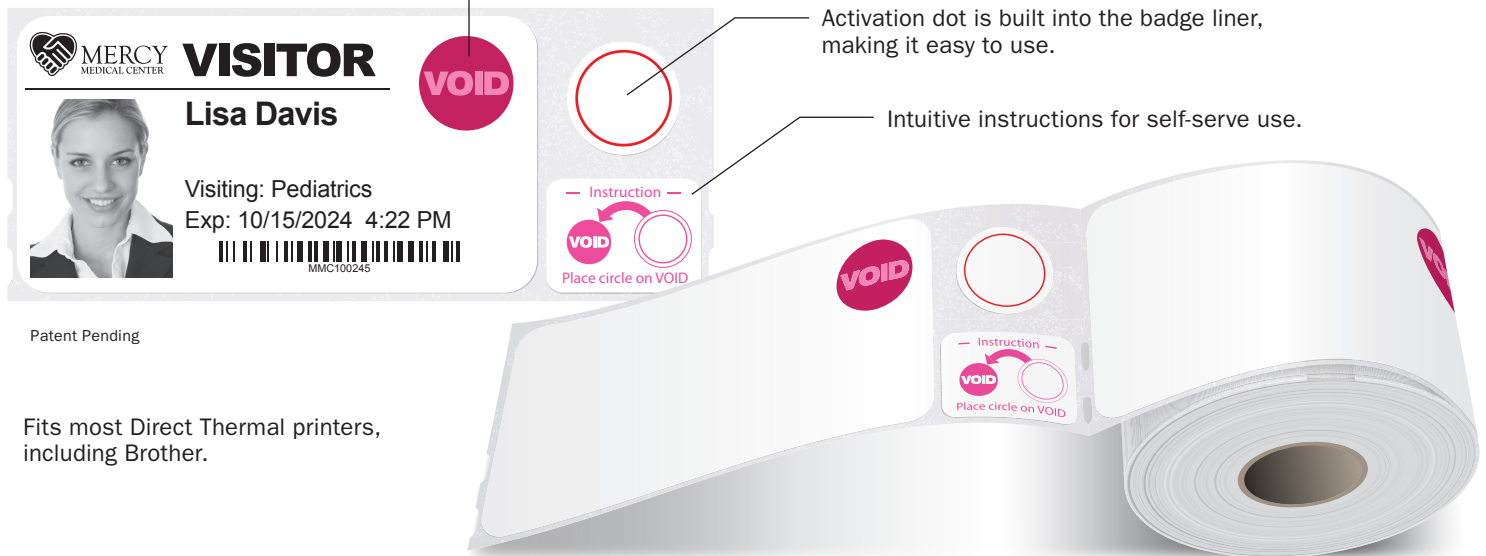 MERCY
MEDICAL CENTER
VISITOR
VOID
Lisa Davis
Visiting: Pediatrics
Exp: 10/15/2024 4:22 PM
MMC100245
Instruction
VOID
Place circle on VOID
Activation dot is built into the badge liner,
making it easy to use.
Intuitive instructions for self-serve use.
Patent Pending
Fits most Direct Thermal printers,
including Brother.
VOID
Instruction
VOID
Place circle on VOID